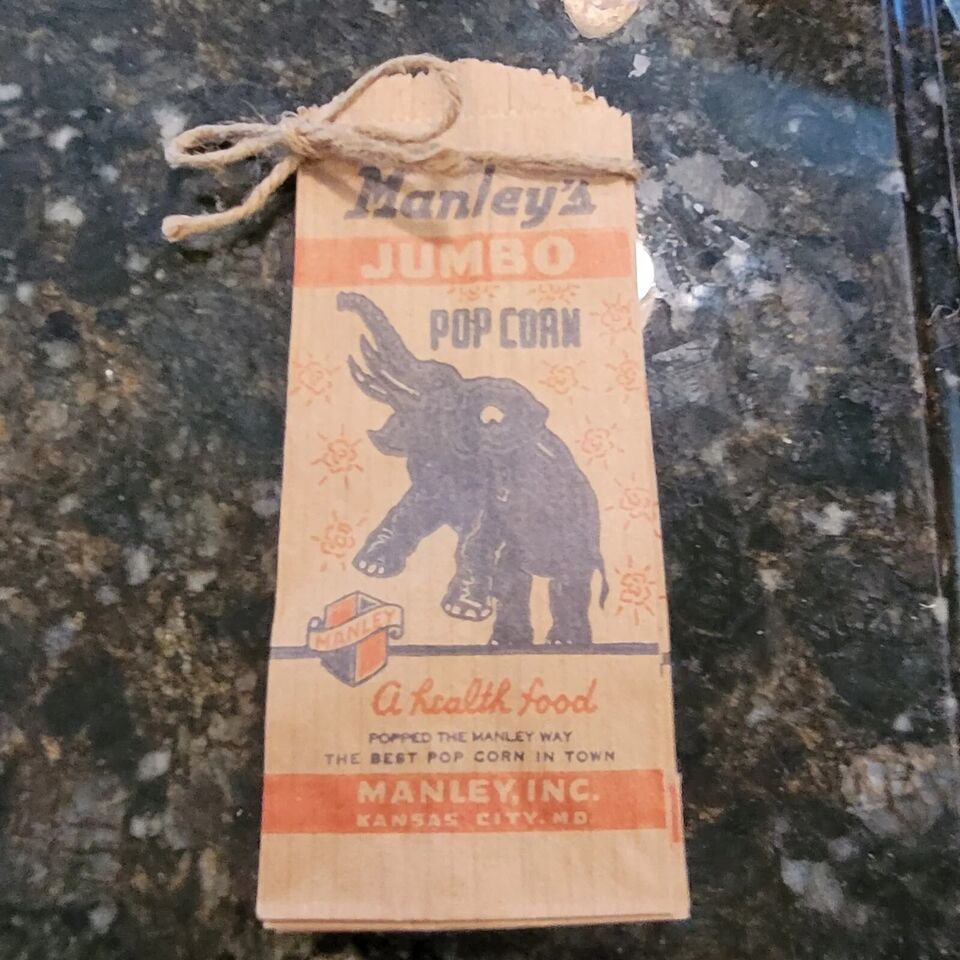 Manley's
JUMBO
POP CORN
MANLEY
A health food
POPPED THE MANLEY WAY
THE BEST POP CORN IN TOWN
MANLEY, INC.
KANSAS CITY. MO.